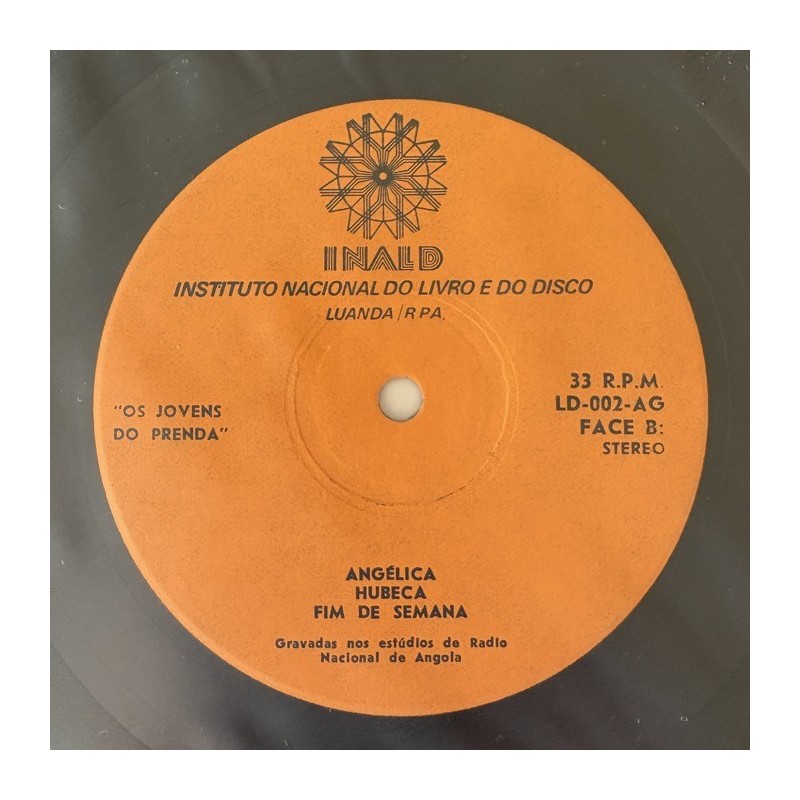 INALD
INSTITUTO NACIONAL DO LIVRO E DO DISCO
LUANDA/RPA.
"OS JOVENS
DO PRENDA"
33 R.P.M.
LD-002-AG
FACE B:
STEREO
ANGÉLICA
HUBECA
FIM DE SEMANA
Gravadas nos estúdios de Radio
Nacional de Angola